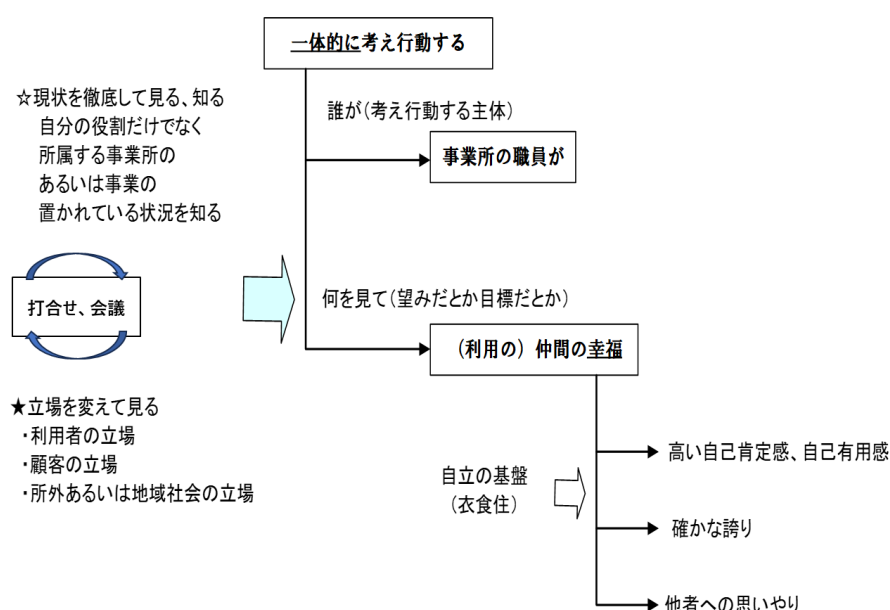 一体的に考え行動する
☆現状を徹底して見る、知る
自分の役割だけでなく
所属する事業所の
あるいは事業の
置かれている状況を知る
誰が(考え行動する主体)
事業所の職員が
打合せ、会議
何を見て(望みだとか目標だとか)
(利用の)仲間の幸福
★立場を変えて見る
・利用者の立場
・顧客の立場
・所外あるいは地域社会の立場
自立の基盤
(衣食住)
高い自己肯定感、自己有用感
確かな誇り
他者への思いやり